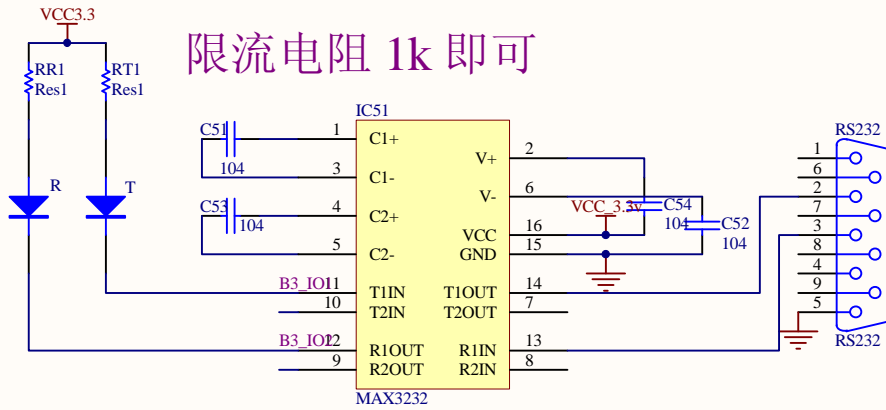 VCC3.3
限流电阻 1k 即可
RR1
Res1
RT1
Res1
R
T
IC51
C51
104
C53
104
1
3
4
5
B3_IO1
11
10
B3_IO2
9
C1+
C1-
C2+
C2-
T1IN
T2IN
R1OUT
R2OUT
V+
V-
VCC
GND
T1OUT
T2OUT
R1IN
R2IN
2
6
16
15
14
7
13
8
MAX3232
VCC_3.3v
C54
104
C52
104
RS232
1
6
2
7
3
8
4
9
5
RS232